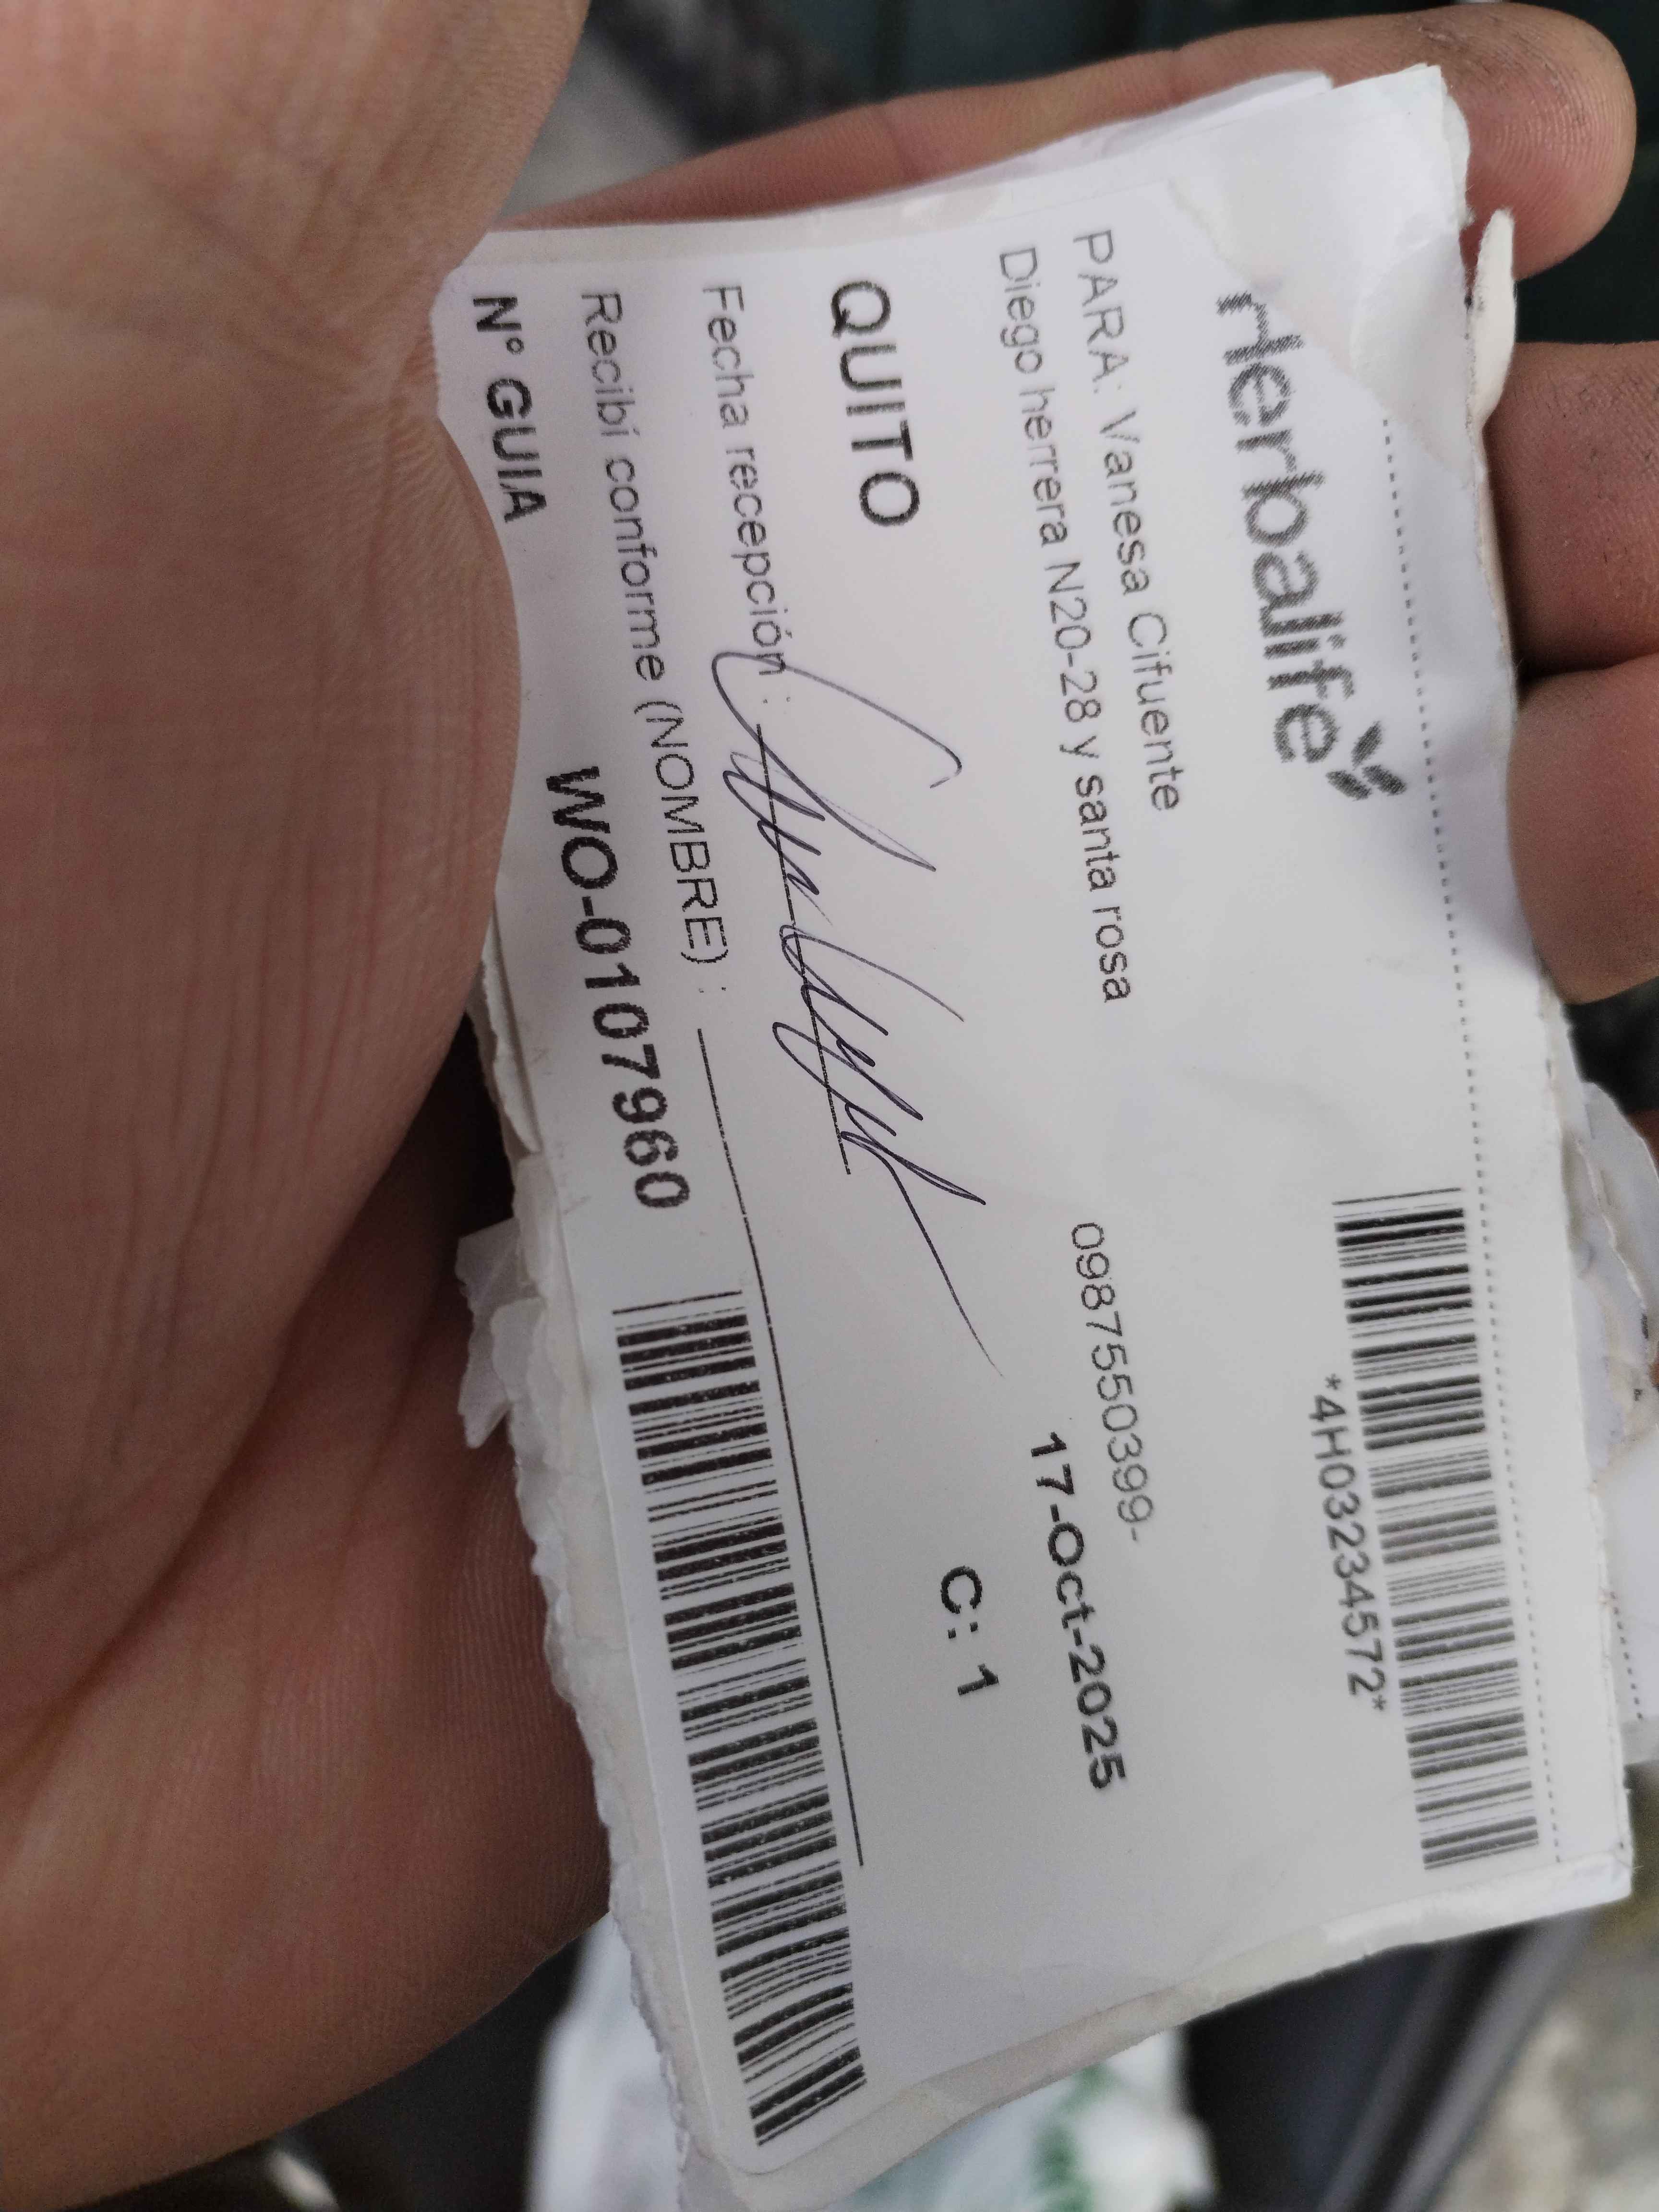 Herbalife
*4H03234572*
PARA: Vanesa Cifuente
0987550399-
Diego herrera N20-28 y santa rosa
17-Oct-2025
QUITO
C: 1
Fecha recepción :
Recibí conforme (NOMBRE) :
N° GUIA WO-0107960